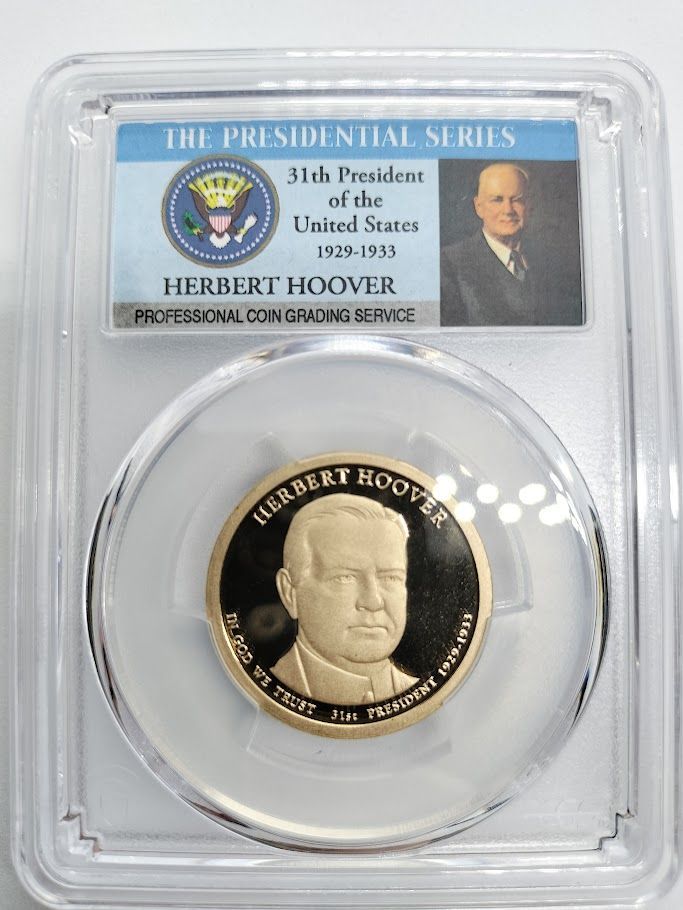 THE PRESIDENTIAL SERIES
31th President
of the
United States
1929-1933
HERBERT HOOVER
PROFESSIONAL COIN GRADING SERVICE
HERBERT HOOVER
IN GOD WE TRUST 31st PRESIDENT 1929-1933